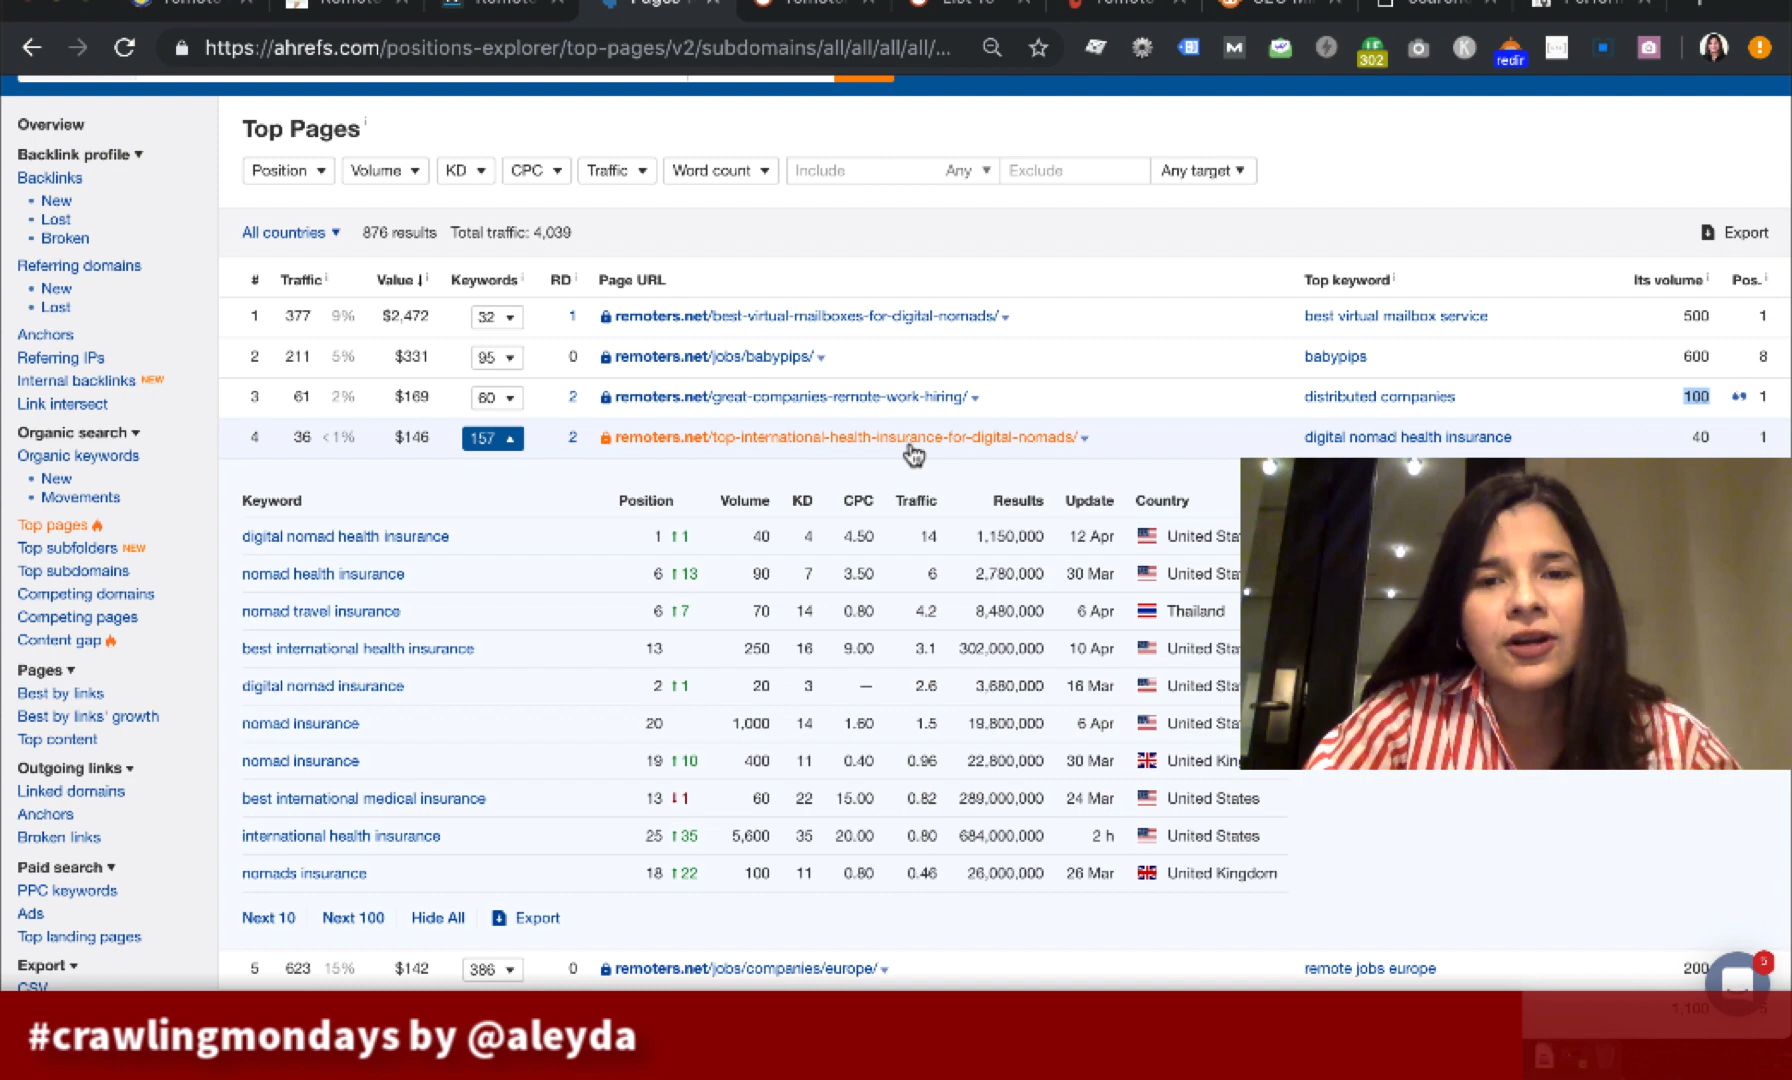 https://ahrefs.com/positions-explorer/top-pages/v2/subdomains/all/all/all/all/...
302
redir
Overview
Backlink profile
Backlinks
New
Lost
Broken
Referring domains
New
Lost
Anchors
Referring IPs
Internal backlinks NEW
Link intersect
Organic search
Organic keywords
New
Movements
Top pages
Top subfolders NEW
Top subdomains
Competing domains
Competing pages
Content gap
Pages
Best by links
Best by links' growth
Top content
Outgoing links
Linked domains
Anchors
Broken links
Paid search
PPC keywords
Ads
Top landing pages
Export
CSV
Top Pages
Position Volume KD CPC Traffic Word count Include Any Exclude Any target
All countries 876 results Total traffic: 4,039 Export
# Traffic Value Keywords RD Page URL Top keyword Its volume Pos.
1 377 9% $2,472 32 1 remoters.net/best-virtual-mailboxes-for-digital-nomads/ best virtual mailbox service 500 1
2 211 5% $331 95 0 remoters.net/jobs/babypips/ babypips 600 8
3 61 2% $169 60 2 remoters.net/great-companies-remote-work-hiring/ distributed companies 100 1
4 36 <1% $146 157 2 remoters.net/top-international-health-insurance-for-digital-nomads/ digital nomad health insurance 40 1
Keyword Position Volume KD CPC Traffic Results Update Country
digital nomad health insurance 1 ↑1 40 4 4.50 14 1,150,000 12 Apr United Sta
nomad health insurance 6 ↑13 90 7 3.50 6 2,780,000 30 Mar United Sta
nomad travel insurance 6 ↑7 70 14 0.80 4.2 8,480,000 6 Apr Thailand
best international health insurance 13 250 16 9.00 3.1 302,000,000 10 Apr United Sta
digital nomad insurance 2 ↑1 20 3 — 2.6 3,680,000 16 Mar United Sta
nomad insurance 20 1,000 14 1.60 1.5 19,800,000 6 Apr United Sta
nomad insurance 19 ↑10 400 11 0.40 0.96 22,800,000 30 Mar United King
best international medical insurance 13 ↓1 60 22 15.00 0.82 289,000,000 24 Mar United States
international health insurance 25 ↑35 5,600 35 20.00 0.80 684,000,000 2 h United States
nomads insurance 18 ↑22 100 11 0.80 0.46 26,000,000 26 Mar United Kingdom
Next 10 Next 100 Hide All Export
5 623 15% $142 386 0 remoters.net/jobs/companies/europe/ remote jobs europe 200
5
1,100
#crawlingmondays by @aleyda